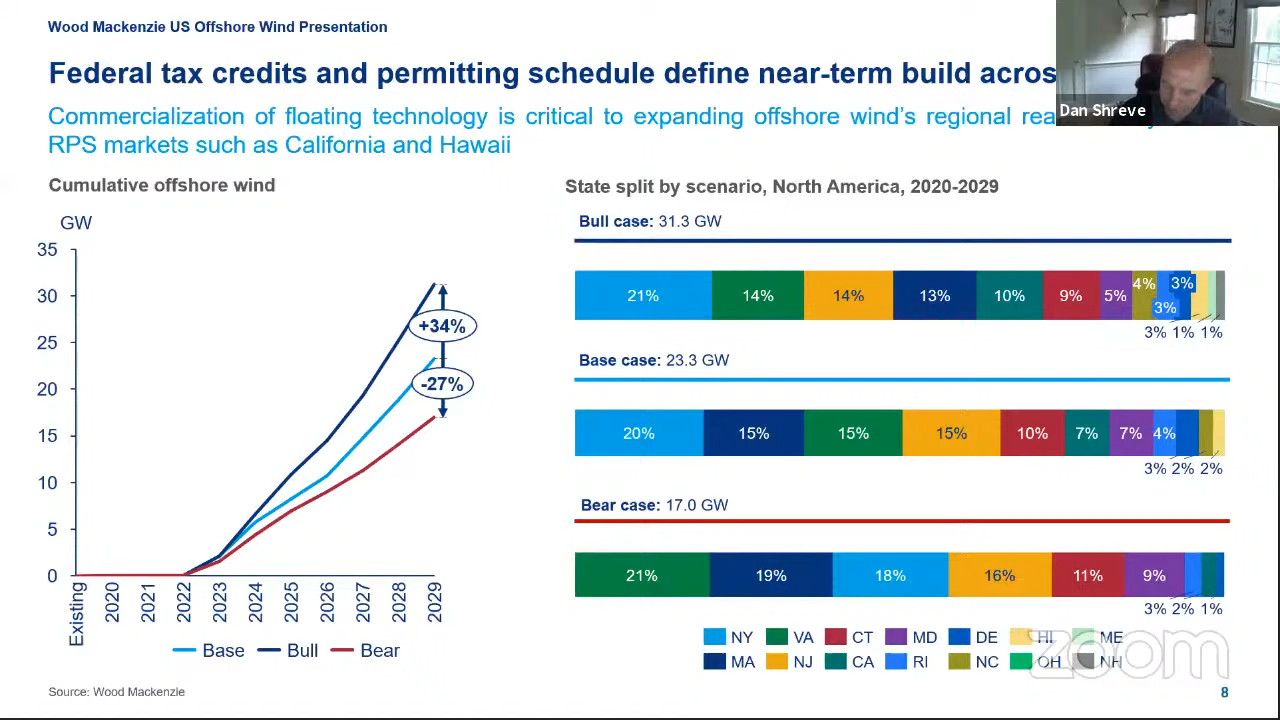 Wood Mackenzie US Offshore Wind Presentation
Federal tax credits and permitting schedule define near-term build acros
Dan Shreve
Commercialization of floating technology is critical to expanding offshore wind's regional rea
RPS markets such as California and Hawaii
Cumulative offshore wind
GW
35
30
25
20
15
10
5
0
+34%
-27%
Existing
2020
2021
2022
2023
2024
2025
2026
2027
2028
2029
Base
Bull
Bear
State split by scenario, North America, 2020-2029
Bull case: 31.3 GW
21% 14% 14% 13% 10% 9% 5% 4% 3% 3%
3% 1% 1%
Base case: 23.3 GW
20% 15% 15% 15% 10% 7% 7% 4%
3% 2% 2%
Bear case: 17.0 GW
21% 19% 18% 16% 11% 9%
3% 2% 1%
NY VA CT MD DE HI ME
MA NJ CA RI NC OH NH
zoom
Source: Wood Mackenzie
8